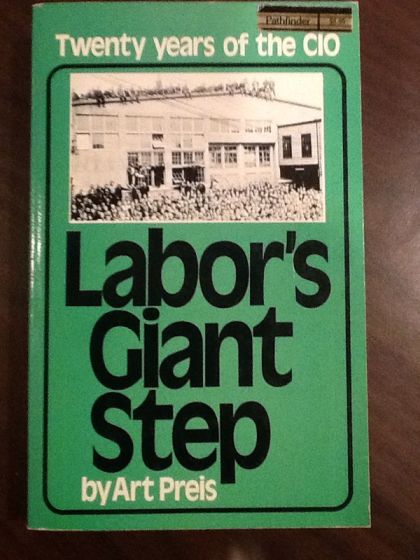 Pathfinder
Twenty years of the CIO
Labor's
Giant
Step
by Art Preis